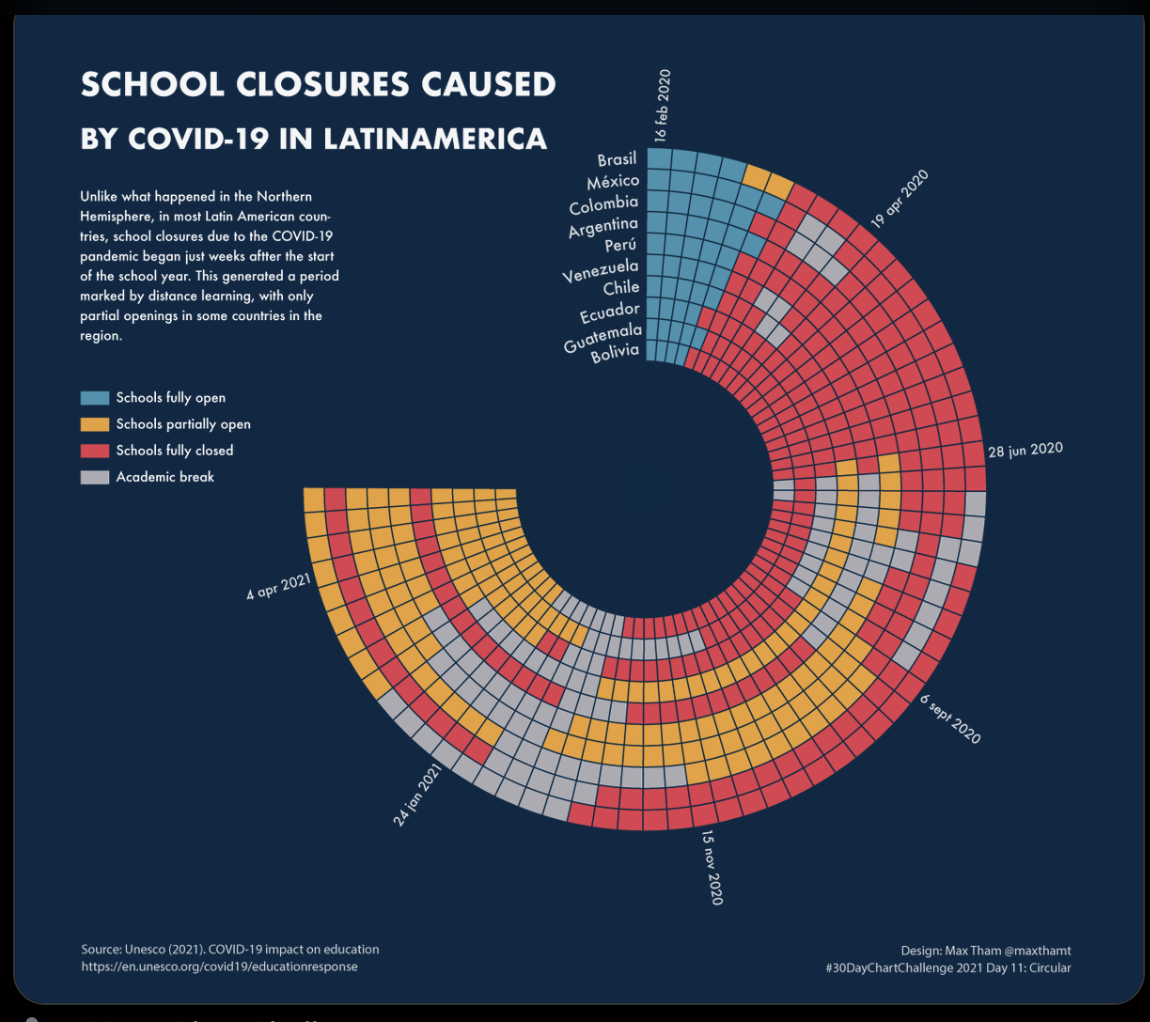 SCHOOL CLOSURES CAUSED
BY COVID-19 IN LATINAMERICA
Unlike what happened in the Northern
Hemisphere, in most Latin American coun-
tries, school closures due to the COVID-19
pandemic began just weeks aftter the start
of the school year. This generated a period
marked by distance learning, with only
partial openings in some countries in the
region.
Schools fully open
Schools partially open
Schools fully closed
Academic break
Brasil
México
Colombia
Argentina
Perú
Venezuela
Chile
Ecuador
Guatemala
Bolivia
16 feb 2020
19 apr 2020
28 jun 2020
6 sept 2020
15 nov 2020
24 jan 2021
4 apr 2021
Source: Unesco (2021). COVID-19 impact on education
https://en.unesco.org/covid19/educationresponse
Design: Max Tham @maxthamt
#30DayChartChallenge 2021 Day 11: Circular